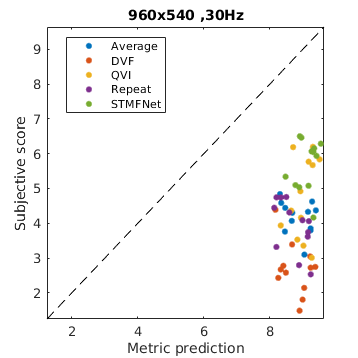 960x540 ,30Hz
Average
DVF
QVI
Repeat
STMFNet
9
8
7
6
5
4
3
2
Subjective score
2 4 6 8
Metric prediction